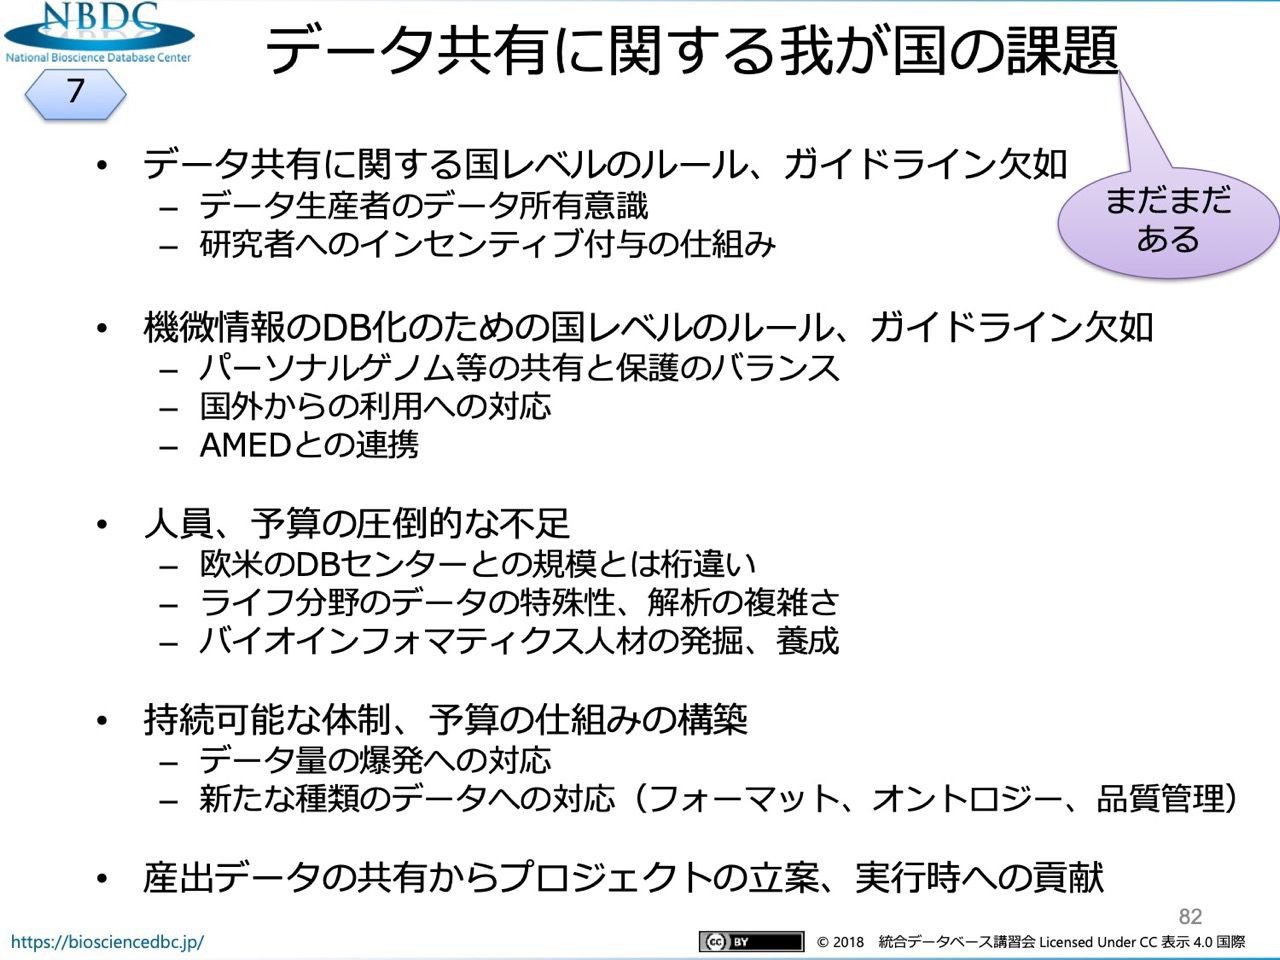 NBDC
National Bioscience Database Center
7
データ共有に関する我が国の課題
まだまだ
ある
• データ共有に関する国レベルのルール、ガイドライン欠如
– データ生産者のデータ所有意識
– 研究者へのインセンティブ付与の仕組み
• 機微情報のDB化のための国レベルのルール、ガイドライン欠如
– パーソナルゲノム等の共有と保護のバランス
– 国外からの利用への対応
– AMEDとの連携
• 人員、予算の圧倒的な不足
– 欧米のDBセンターとの規模とは桁違い
– ライフ分野のデータの特殊性、解析の複雑さ
– バイオインフォマティクス人材の発掘、養成
• 持続可能な体制、予算の仕組みの構築
– データ量の爆発への対応
– 新たな種類のデータへの対応（フォーマット、オントロジー、品質管理）
• 産出データの共有からプロジェクトの立案、実行時への貢献
82
https://biosciencedbc.jp/
CC BY
© 2018 統合データベース講習会 Licensed Under CC 表示 4.0 国際